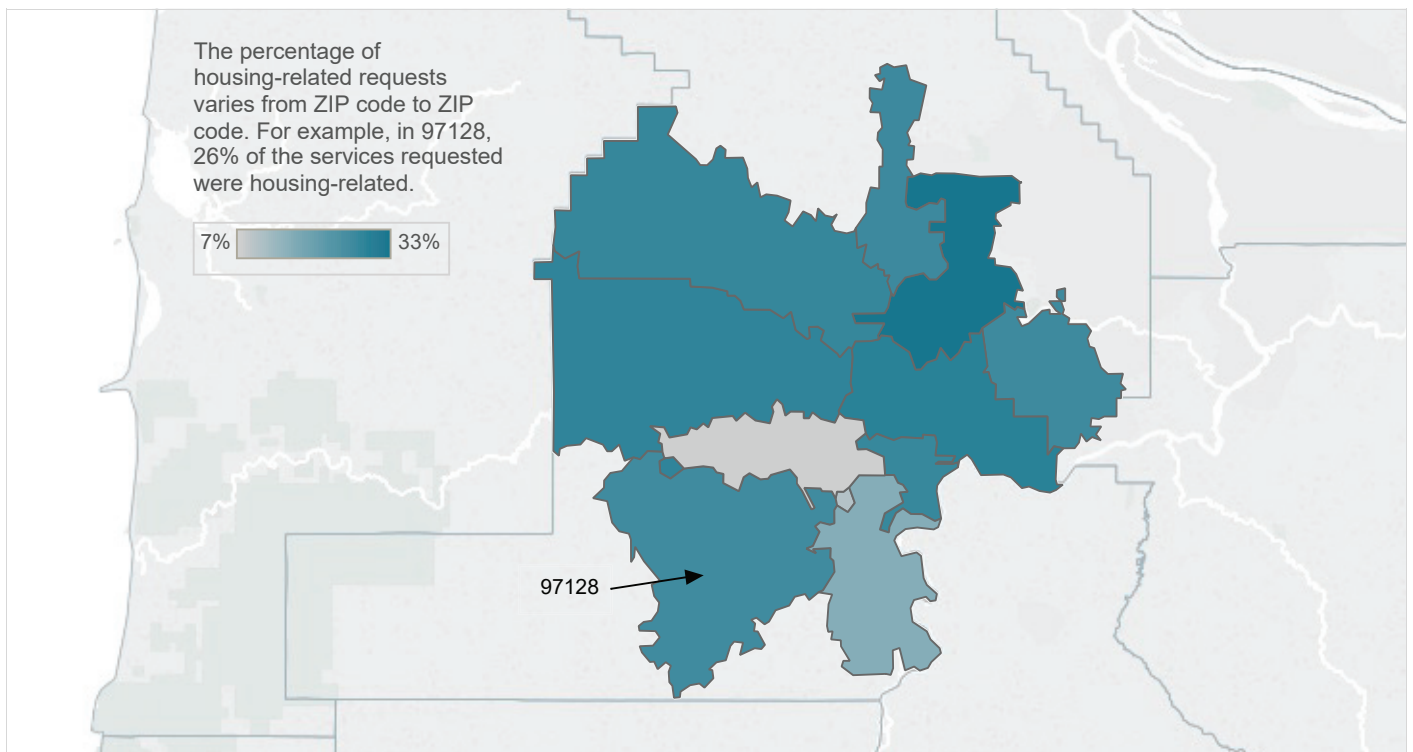 The percentage of
housing-related requests
varies from ZIP code to ZIP
code. For example, in 97128,
26% of the services requested
were housing-related.
7% 33%
97128